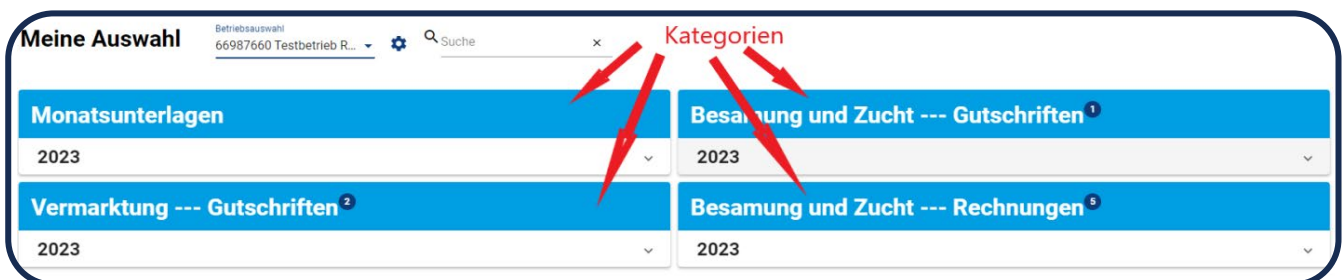 Meine Auswahl
Betriebsauswahl
66987660 Testbetrieb R...
Suche
×
Kategorien
Monatsunterlagen
Besamung und Zucht --- Gutschriften 1
2023
2023
Vermarktung --- Gutschriften 2
Besamung und Zucht --- Rechnungen 5
2023
2023